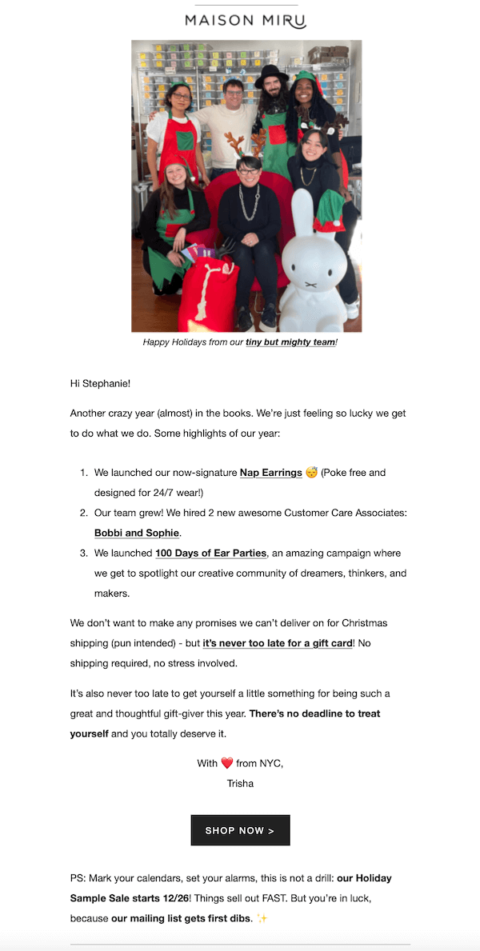 MAISON MIRU
Happy Holidays from our tiny but mighty team!
Hi Stephanie!
Another crazy year (almost) in the books. We're just feeling so lucky we get
to do what we do. Some highlights of our year:
1. We launched our now-signature Nap Earrings 😴 (Poke free and
designed for 24/7 wear!)
2. Our team grew! We hired 2 new awesome Customer Care Associates:
Bobbi and Sophie.
3. We launched 100 Days of Ear Parties, an amazing campaign where
we get to spotlight our creative community of dreamers, thinkers, and
makers.
We don't want to make any promises we can't deliver on for Christmas
shipping (pun intended) - but it's never too late for a gift card! No
shipping required, no stress involved.
It's also never too late to get yourself a little something for being such a
great and thoughtful gift-giver this year. There's no deadline to treat
yourself and you totally deserve it.
With ❤️ from NYC,
Trisha
SHOP NOW >
PS: Mark your calendars, set your alarms, this is not a drill: our Holiday
Sample Sale starts 12/26! Things sell out FAST. But you're in luck,
because our mailing list gets first dibs. ✨